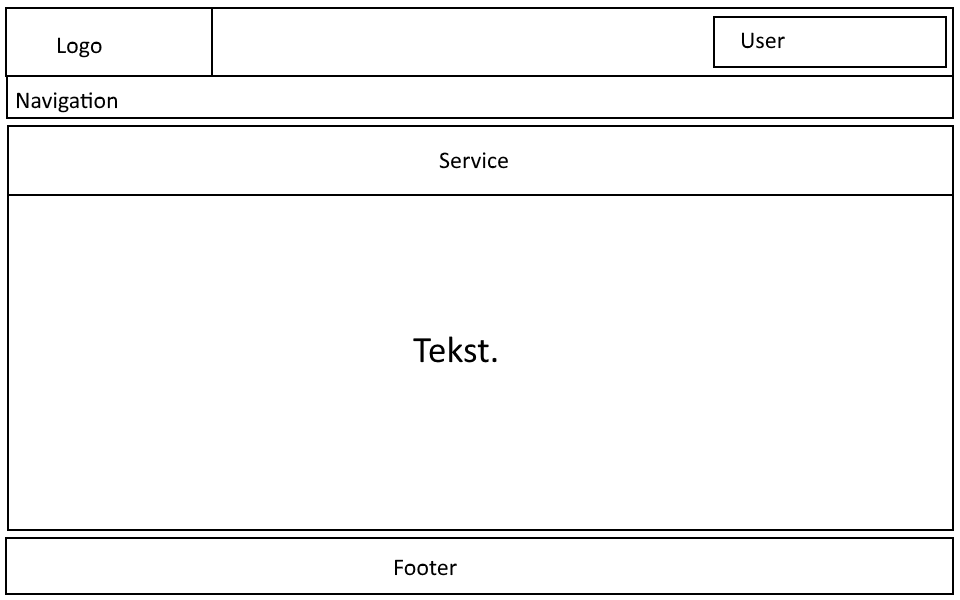 Logo
User
Navigation
Service
Tekst.
Footer